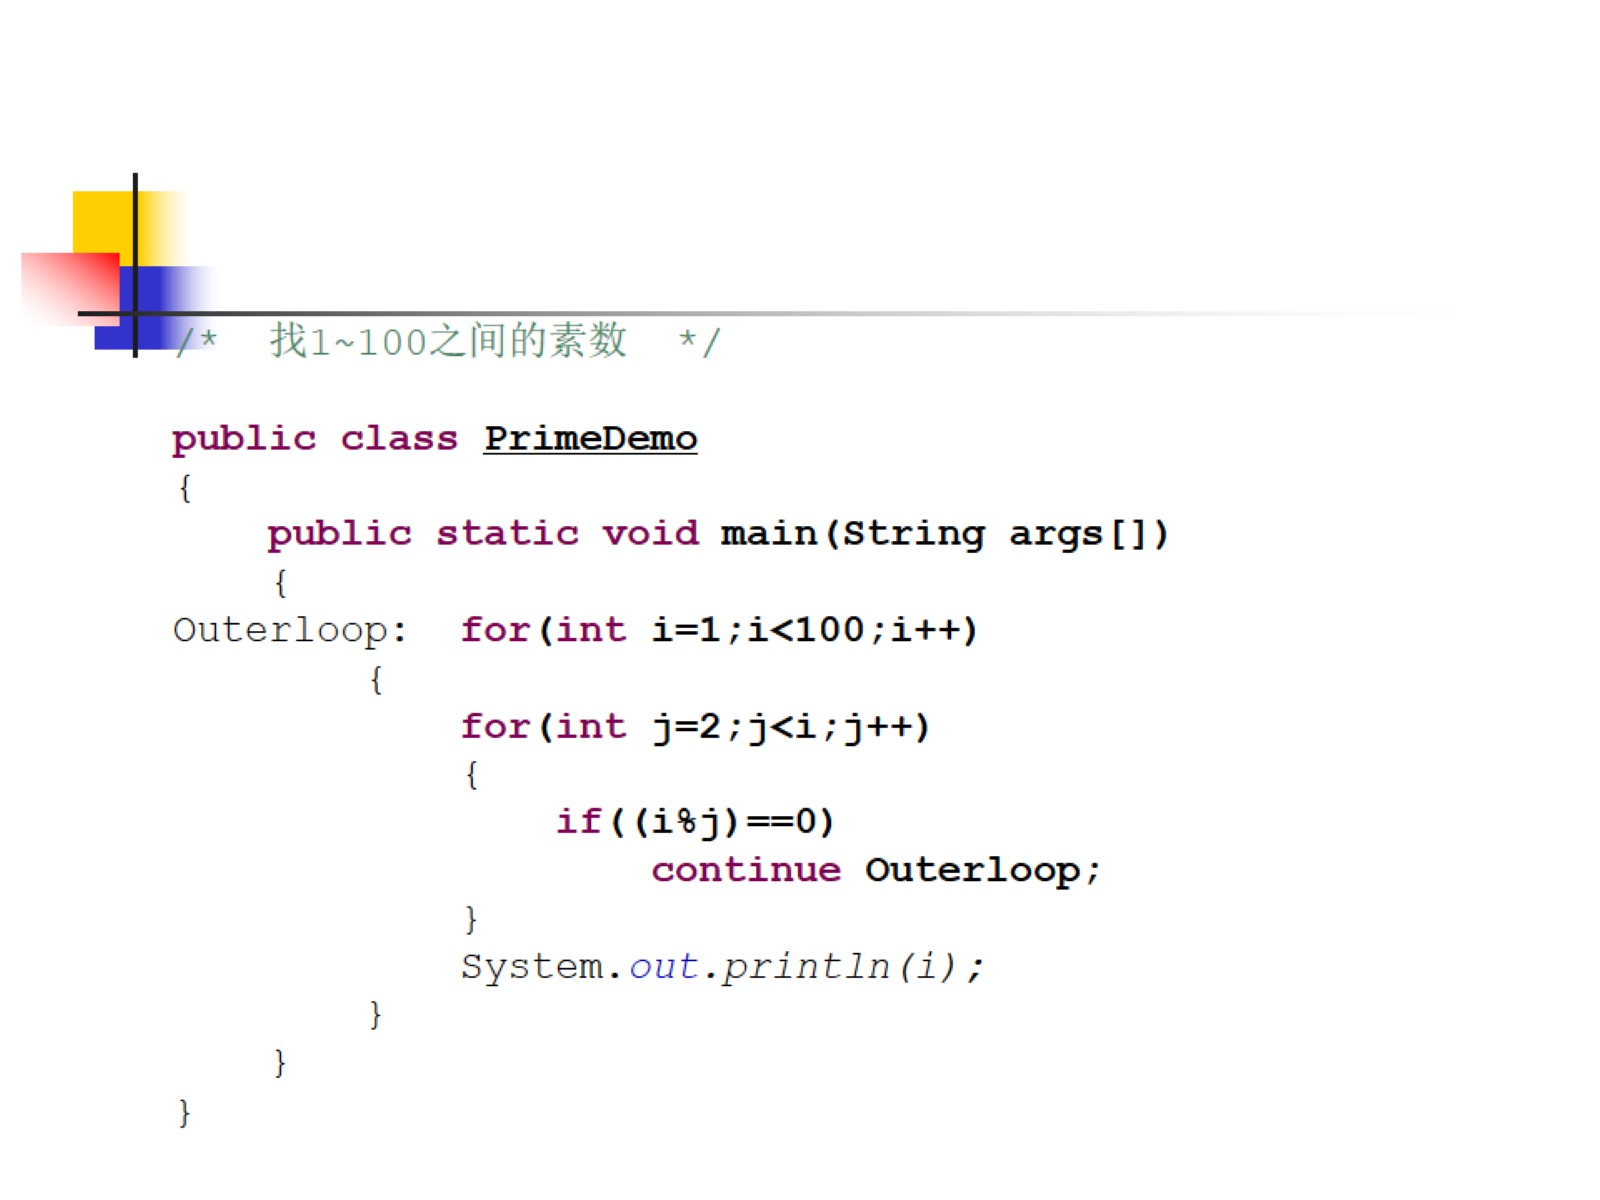 /*  找1~100之间的素数  */
public class PrimeDemo
{
public static void main(String args[])
{
Outerloop:  for(int i=1;i<100;i++)
{
for(int j=2;j<i;j++)
{
if((i%j)==0)
continue Outerloop;
}
System.out.println(i);
}
}
}